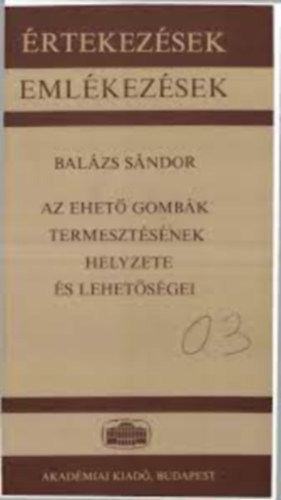 ÉRTEKEZÉSEK
EMLÉKEZÉSEK
BALÁZS SÁNDOR
AZ EHETŐ GOMBÁK
TERMESZTÉSÉNEK
HELYZETE
ÉS LEHETŐSÉGEI
03
AKADÉMIAI KIADÓ, BUDAPEST